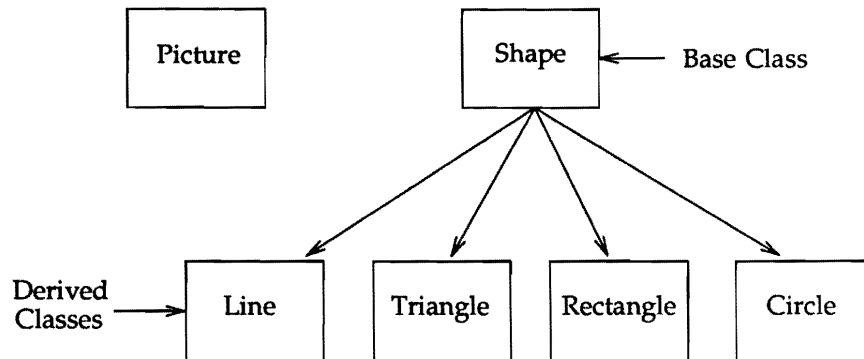 Picture
Shape
Base Class
Derived
Classes
Line
Triangle
Rectangle
Circle